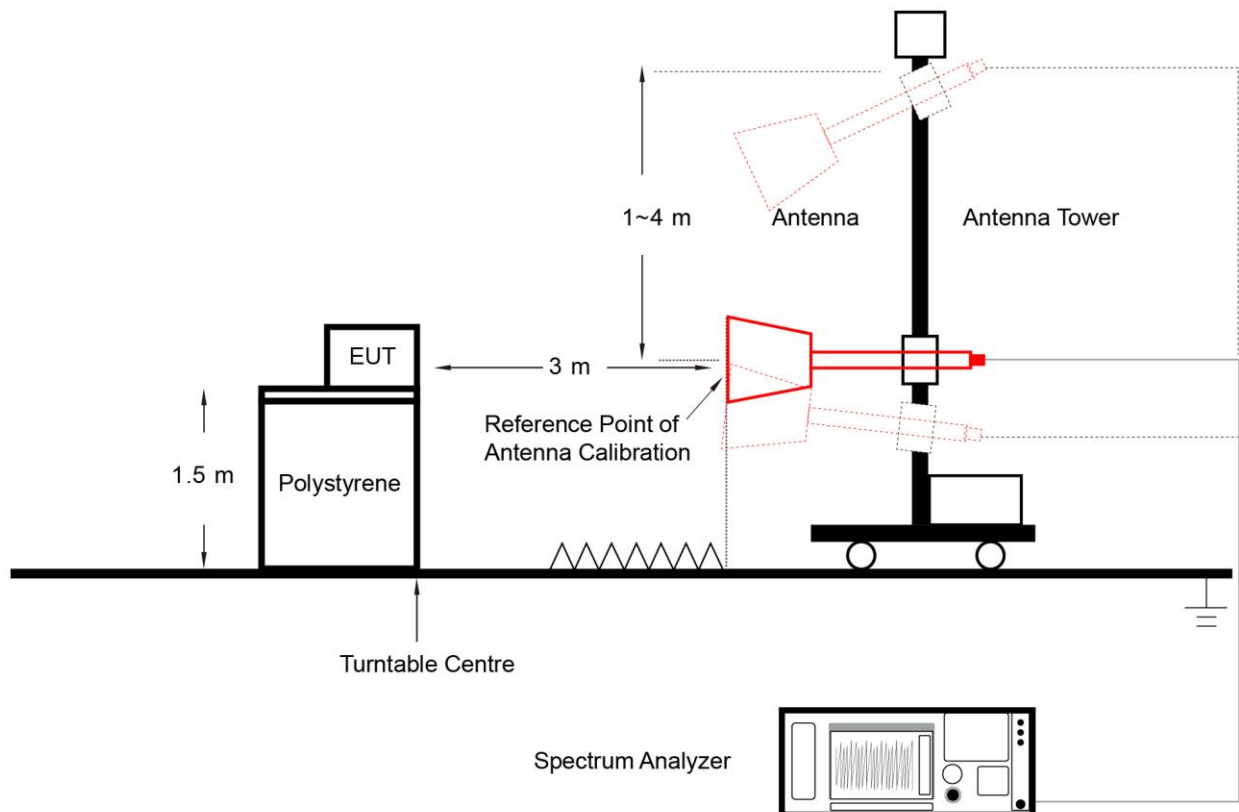 1~4 m
Antenna
Antenna Tower
EUT
3 m
Reference Point of
Antenna Calibration
1.5 m
Polystyrene
Turntable Centre
Spectrum Analyzer